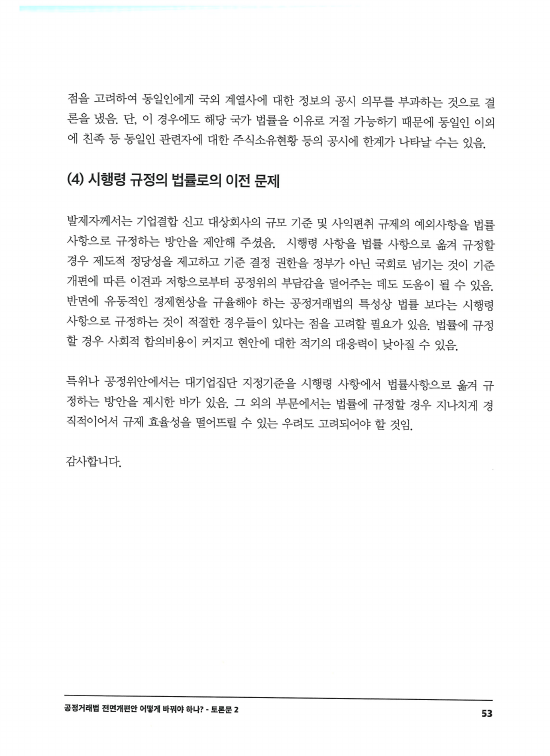 점을 고려하여 동일인에게 국외 계열사에 대한 정보의 공시 의무를 부과하는 것으로 결
론을 냈음. 단, 이 경우에도 해당 국가 법률을 이유로 거절 가능하기 때문에 동일인 이외
에 친족 등 동일인 관련자에 대한 주식소유현황 등의 공시에 한계가 나타날 수는 있음.
(4) 시행령 규정의 법률로의 이전 문제
발제자께서는 기업결합 신고 대상회사의 규모 기준 및 사익편취 규제의 예외사항을 법률
사항으로 규정하는 방안을 제안해 주셨음. 시행령 사항을 법률 사항으로 옮겨 규정할
경우 제도적 정당성을 제고하고 기준 결정 권한을 정부가 아닌 국회로 넘기는 것이 기준
개편에 따른 이견과 저항으로부터 공정위의 부담감을 덜어주는 데도 도움이 될 수 있음.
반면에 유동적인 경제현상을 규율해야 하는 공정거래법의 특성상 법률 보다는 시행령
사항으로 규정하는 것이 적절한 경우들이 있다는 점을 고려할 필요가 있음. 법률에 규정
할 경우 사회적 합의비용이 커지고 현안에 대한 적기의 대응력이 낮아질 수 있음.
특위나 공정위안에서는 대기업집단 지정기준을 시행령 사항에서 법률사항으로 옮겨 규
정하는 방안을 제시한 바가 있음. 그 외의 부문에서는 법률에 규정할 경우 지나치게 경
직적이어서 규제 효율성을 떨어뜨릴 수 있는 우려도 고려되어야 할 것임.
감사합니다.
공정거래법 전면개편안 어떻게 바꿔야 하나? - 토론문 2
53